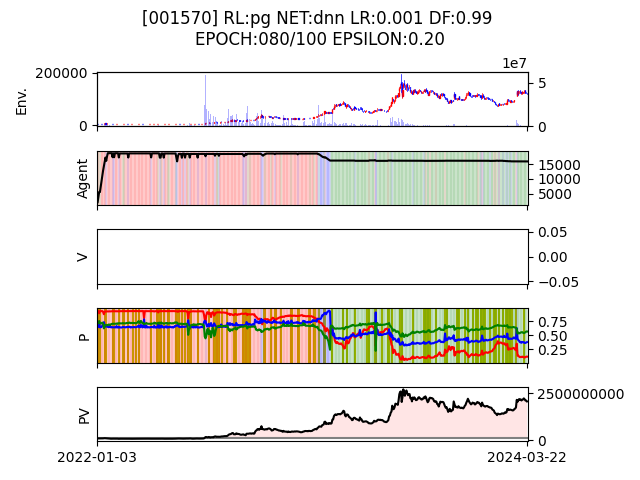 [001570] RL:pg NET:dnn LR:0.001 DF:0.99
EPOCH:080/100 EPSILON:0.20
1e7
200000
0
Env.
5
0
Agent
15000
10000
5000
V
0.05
0.00
−0.05
P
0.75
0.50
0.25
PV
2500000000
0
2022-01-03
2024-03-22